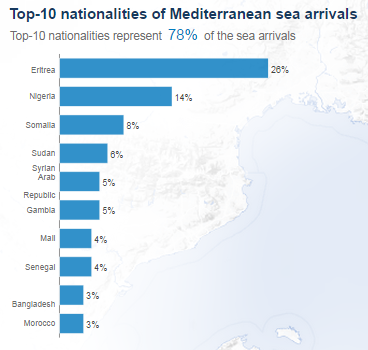 Top-10 nationalities of Mediterranean sea arrivals
Top-10 nationalities represent 78% of the sea arrivals
Eritrea 26%
Nigeria 14%
Somalia 8%
Sudan 6%
Syrian
Arab 5%
Republic
Gambia 5%
Mali 4%
Senegal 4%
Bangladesh 3%
Morocco 3%